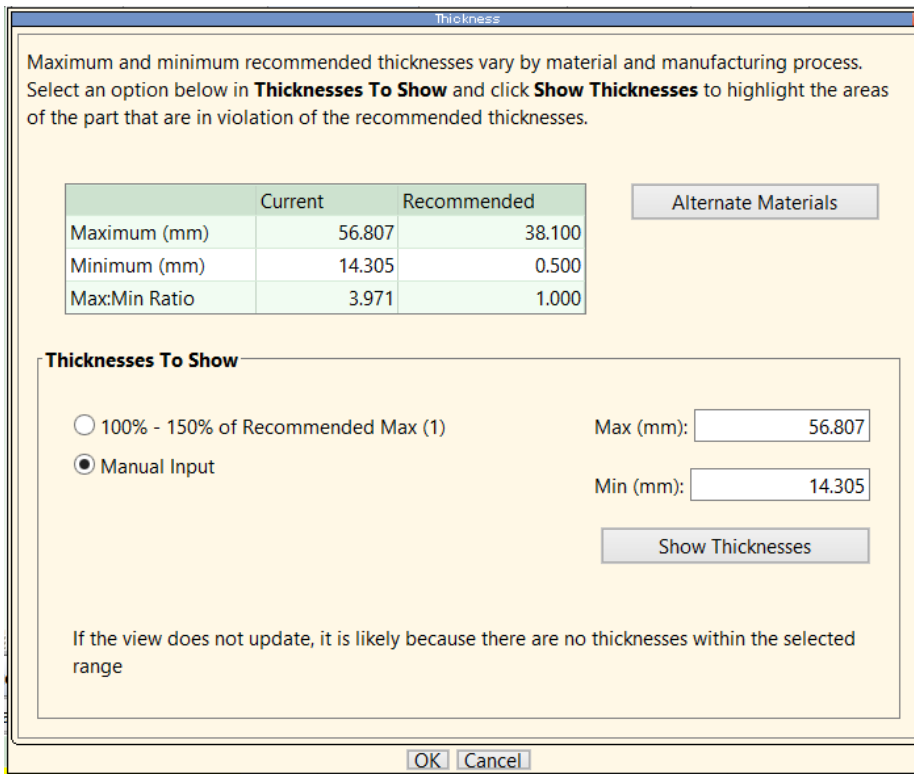 Thickness
Maximum and minimum recommended thicknesses vary by material and manufacturing process.
Select an option below in Thicknesses To Show and click Show Thicknesses to highlight the areas
of the part that are in violation of the recommended thicknesses.
Current Recommended
Maximum (mm) 56.807 38.100
Minimum (mm) 14.305 0.500
Max:Min Ratio 3.971 1.000
Alternate Materials
Thicknesses To Show
100% - 150% of Recommended Max (1)
Manual Input
Max (mm): 56.807
Min (mm): 14.305
Show Thicknesses
If the view does not update, it is likely because there are no thicknesses within the selected
range
OK Cancel